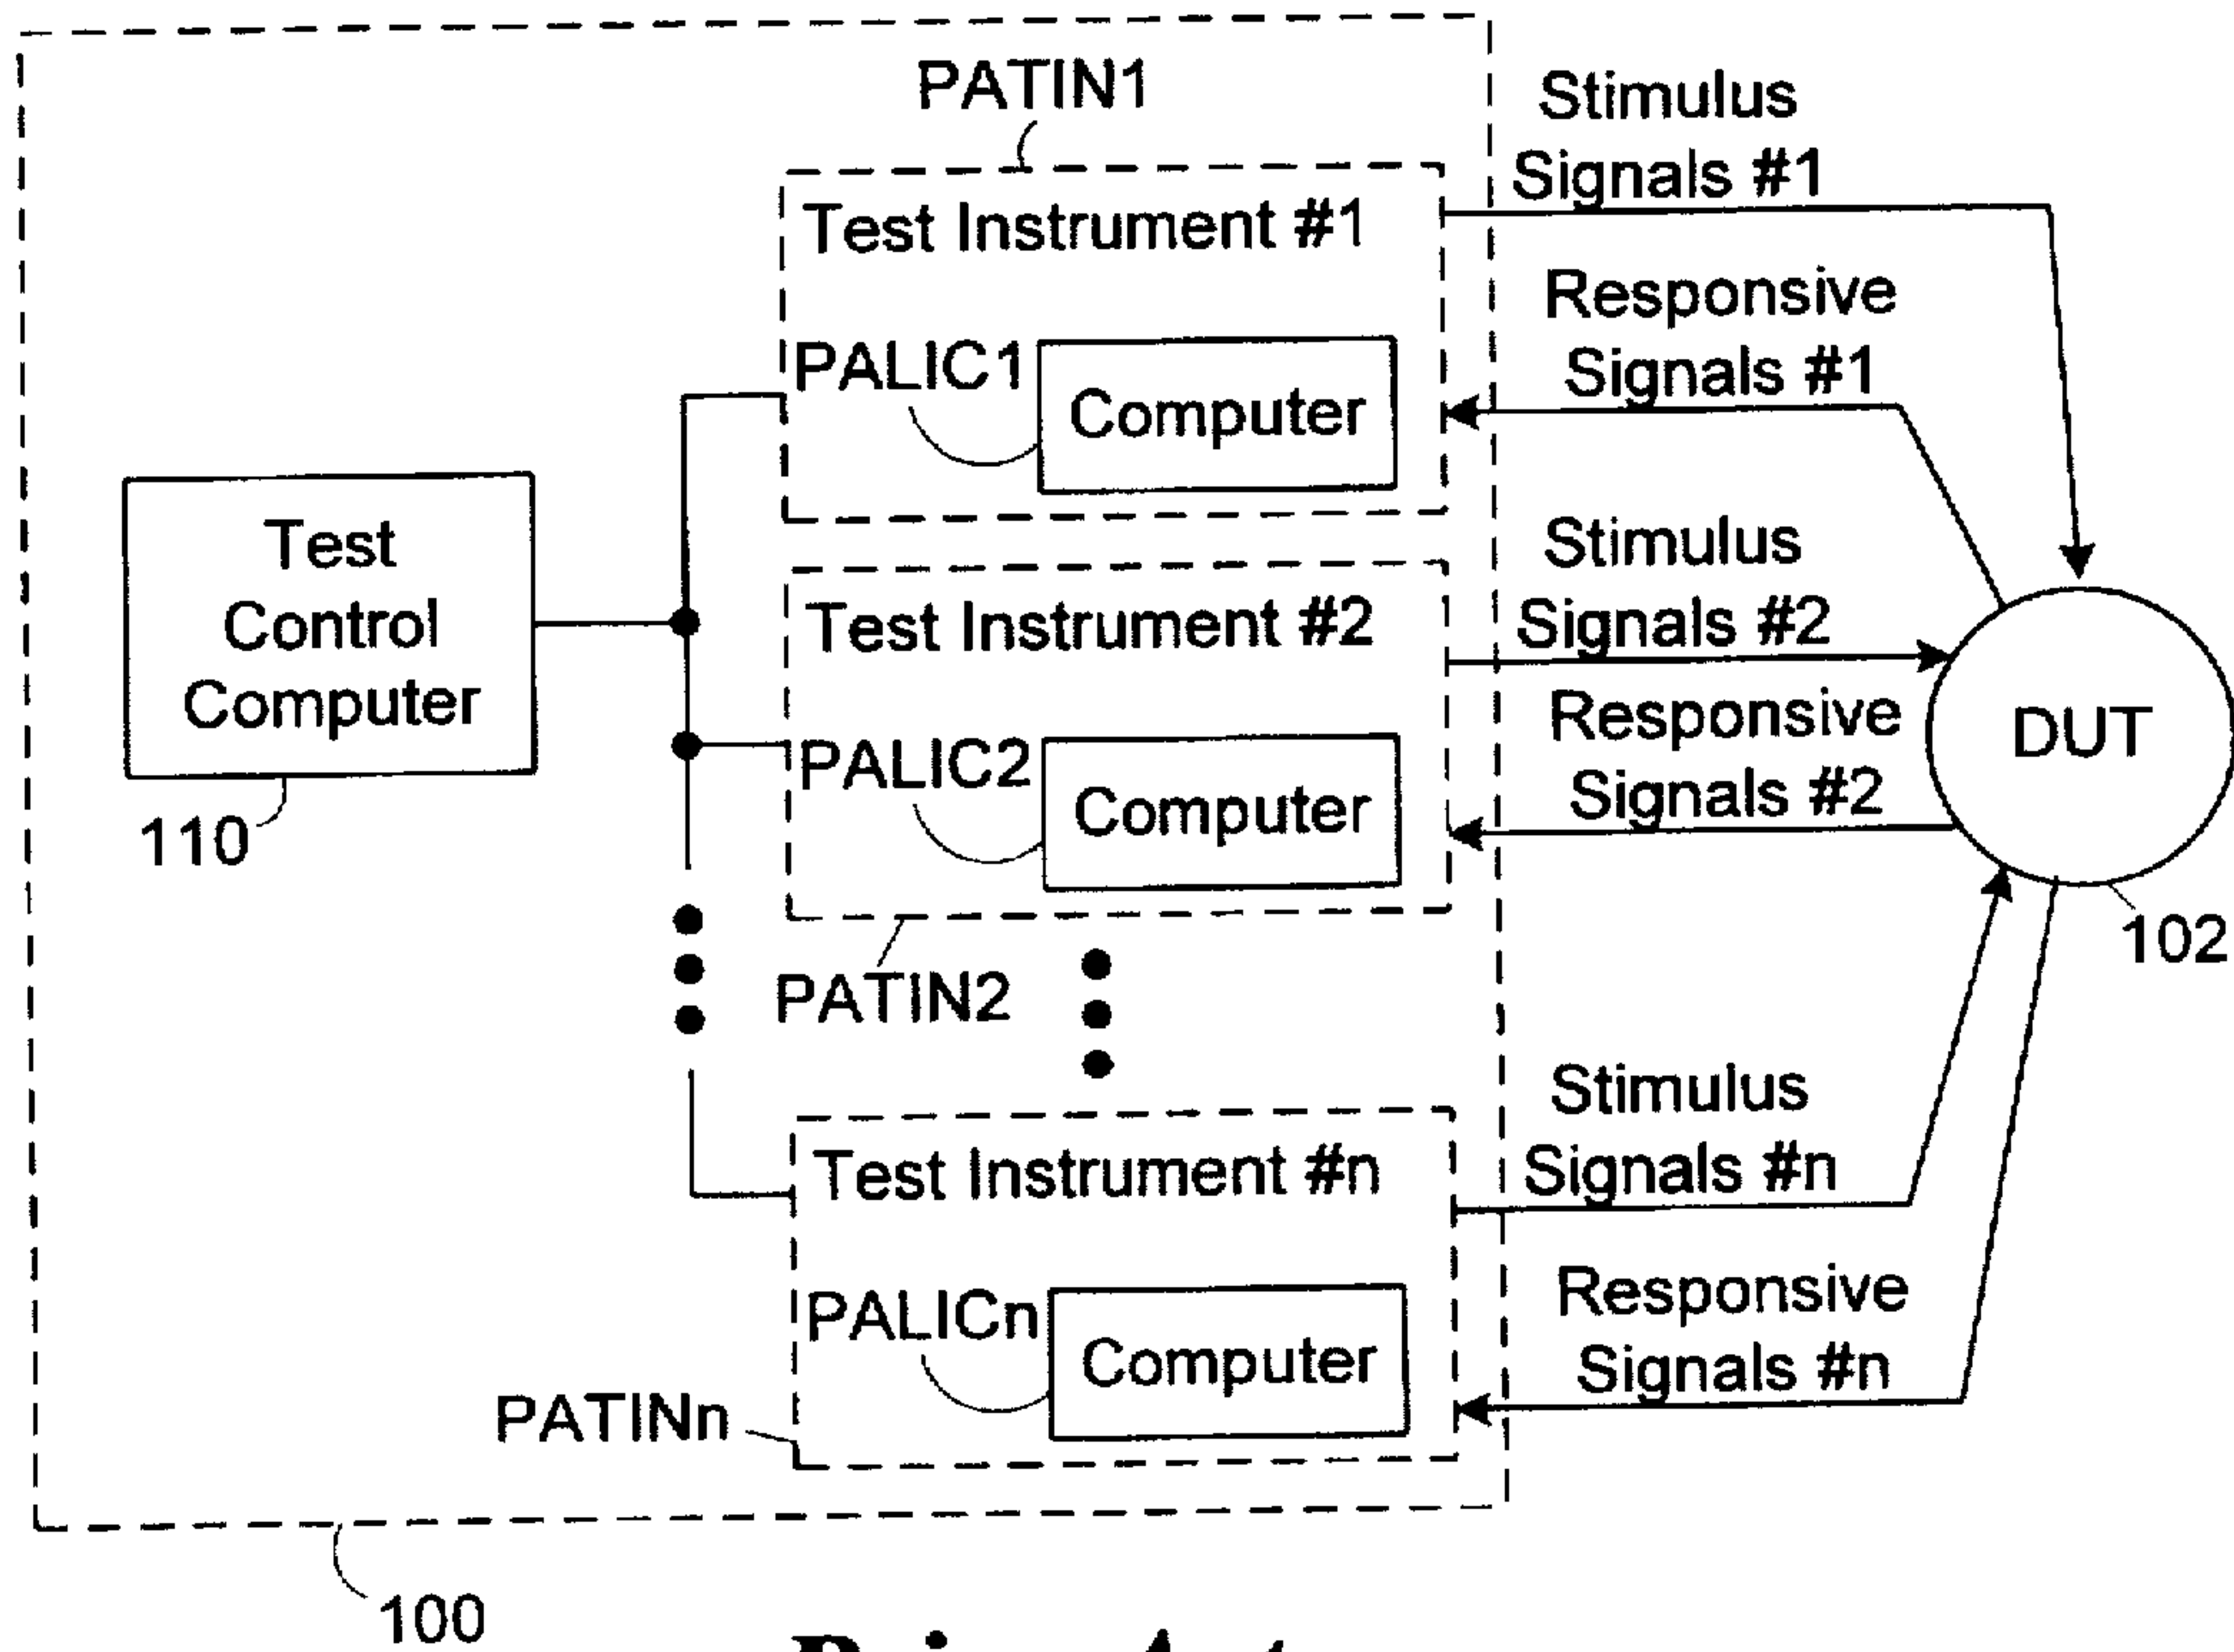 PATIN1
Stimulus
Signals #1
Test Instrument #1
Responsive
Signals #1
PALIC1
Computer
Test
Control
Computer
110
Stimulus
Signals #2
Test Instrument #2
Responsive
Signals #2
PALIC2
Computer
DUT
102
PATIN2
Stimulus
Signals #n
Test Instrument #n
Responsive
Signals #n
PALICn
Computer
PATINn
100